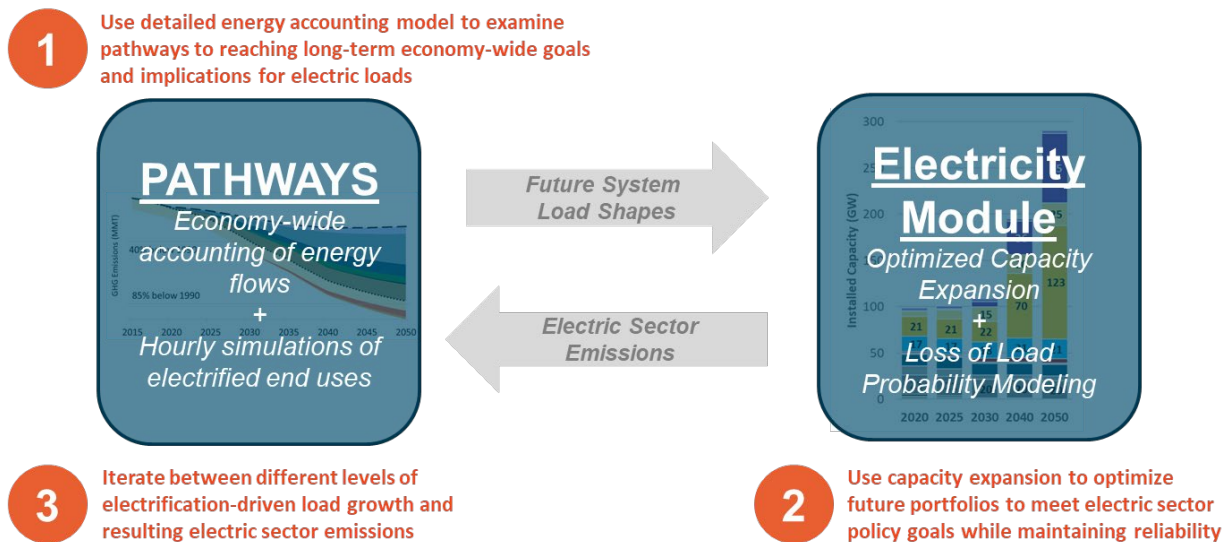 1
Use detailed energy accounting model to examine
pathways to reaching long-term economy-wide goals
and implications for electric loads
PATHWAYS
Economy-wide
accounting of energy
flows
+
Hourly simulations of
electrified end uses
GHG Emissions (MMT)
85% below 1990
2015 2020 2025 2030 2035 2040 2045 2050
Future System
Load Shapes
Electric Sector
Emissions
Electricity
Module
Optimized Capacity
Expansion
+
Loss of Load
Probability Modeling
Installed Capacity (GW)
300
200
100
50
0
21
21
15
22
70
123
2020 2025 2030 2040 2050
3
Iterate between different levels of
electrification-driven load growth and
resulting electric sector emissions
2
Use capacity expansion to optimize
future portfolios to meet electric sector
policy goals while maintaining reliability